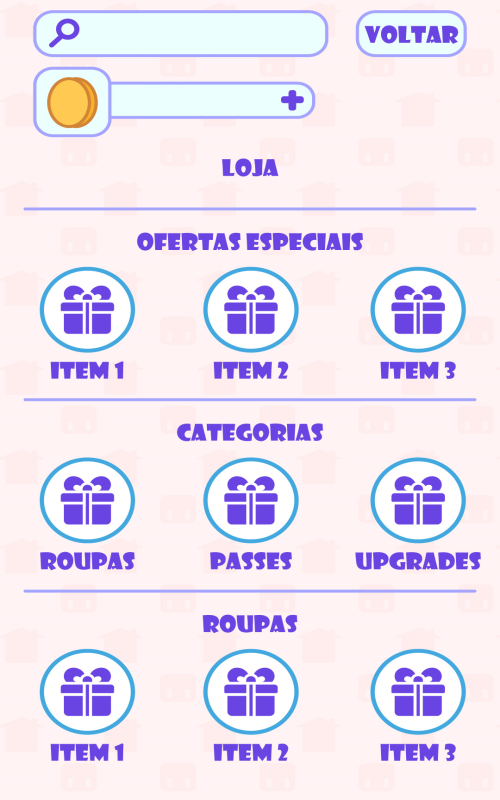 VOLTAR
LOJA
OFERTAS ESPECIAIS
ITEM 1 ITEM 2 ITEM 3
CATEGORIAS
ROUPAS PASSES UPGRADES
ROUPAS
ITEM 1 ITEM 2 ITEM 3